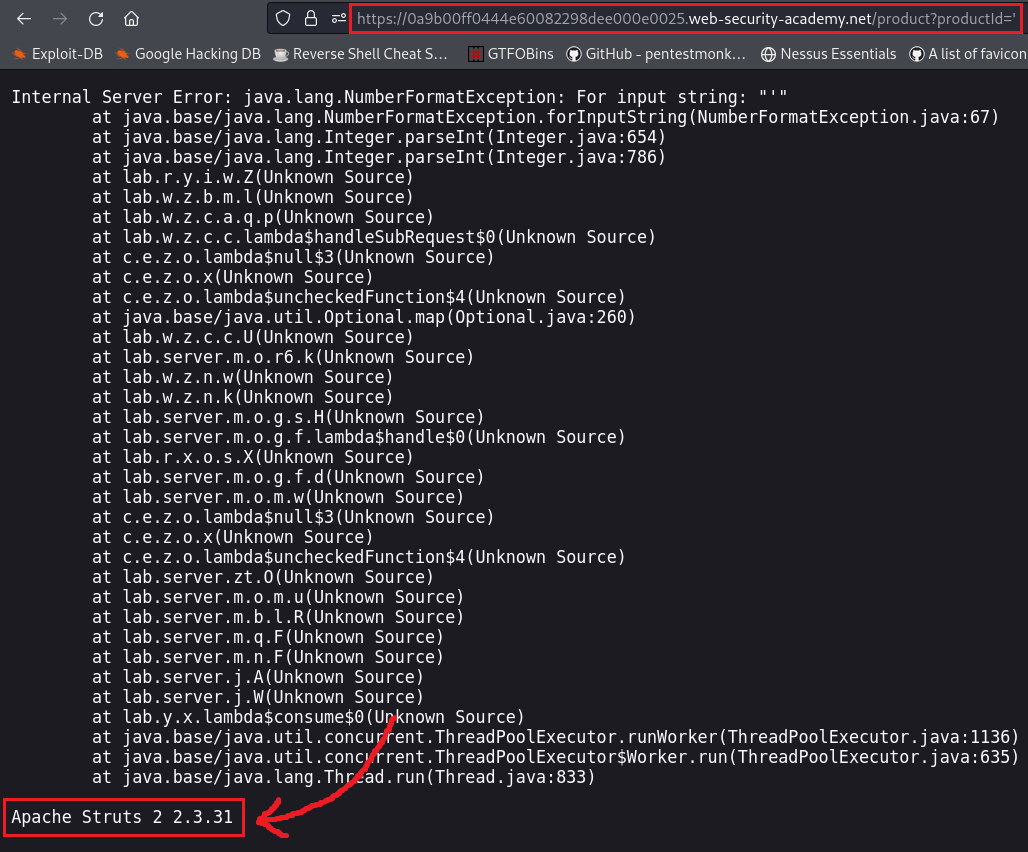 https://0a9b00ff0444e60082298dee000e0025.web-security-academy.net/product?productId='
Exploit-DB Google Hacking DB Reverse Shell Cheat S... GTFOBins GitHub - pentestmonk... Nessus Essentials A list of favicon
Internal Server Error: java.lang.NumberFormatException: For input string: "'"
at java.base/java.lang.NumberFormatException.forInputString(NumberFormatException.java:67)
at java.base/java.lang.Integer.parseInt(Integer.java:654)
at java.base/java.lang.Integer.parseInt(Integer.java:786)
at lab.r.y.i.w.Z(Unknown Source)
at lab.w.z.b.m.l(Unknown Source)
at lab.w.z.c.a.q.p(Unknown Source)
at lab.w.z.c.c.lambda$handleSubRequest$0(Unknown Source)
at c.e.z.o.lambda$null$3(Unknown Source)
at c.e.z.o.x(Unknown Source)
at c.e.z.o.lambda$uncheckedFunction$4(Unknown Source)
at java.base/java.util.Optional.map(Optional.java:260)
at lab.w.z.c.c.U(Unknown Source)
at lab.server.m.o.r6.k(Unknown Source)
at lab.w.z.n.w(Unknown Source)
at lab.w.z.n.k(Unknown Source)
at lab.server.m.o.g.s.H(Unknown Source)
at lab.server.m.o.g.f.lambda$handle$0(Unknown Source)
at lab.r.x.o.s.X(Unknown Source)
at lab.server.m.o.g.f.d(Unknown Source)
at lab.server.m.o.m.w(Unknown Source)
at c.e.z.o.lambda$null$3(Unknown Source)
at c.e.z.o.x(Unknown Source)
at c.e.z.o.lambda$uncheckedFunction$4(Unknown Source)
at lab.server.zt.O(Unknown Source)
at lab.server.m.o.m.u(Unknown Source)
at lab.server.m.b.l.R(Unknown Source)
at lab.server.m.q.F(Unknown Source)
at lab.server.m.n.F(Unknown Source)
at lab.server.j.A(Unknown Source)
at lab.server.j.W(Unknown Source)
at lab.y.x.lambda$consume$0(Unknown Source)
at java.base/java.util.concurrent.ThreadPoolExecutor.runWorker(ThreadPoolExecutor.java:1136)
at java.base/java.util.concurrent.ThreadPoolExecutor$Worker.run(ThreadPoolExecutor.java:635)
at java.base/java.lang.Thread.run(Thread.java:833)
Apache Struts 2 2.3.31